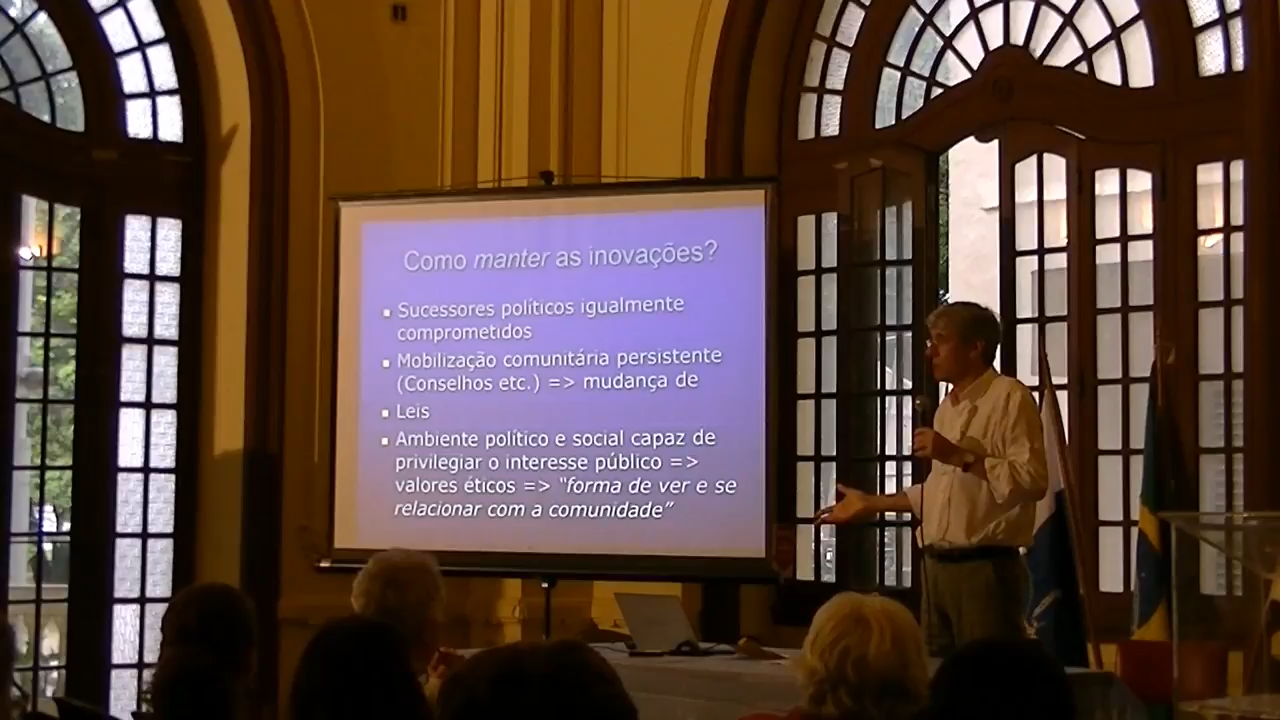 Como manter as inovações?
▪ Sucessores políticos igualmente
comprometidos
▪ Mobilização comunitária persistente
(Conselhos etc.) => mudança de
▪ Leis
▪ Ambiente político e social capaz de
privilegiar o interesse público =>
valores éticos => “forma de ver e se
relacionar com a comunidade”